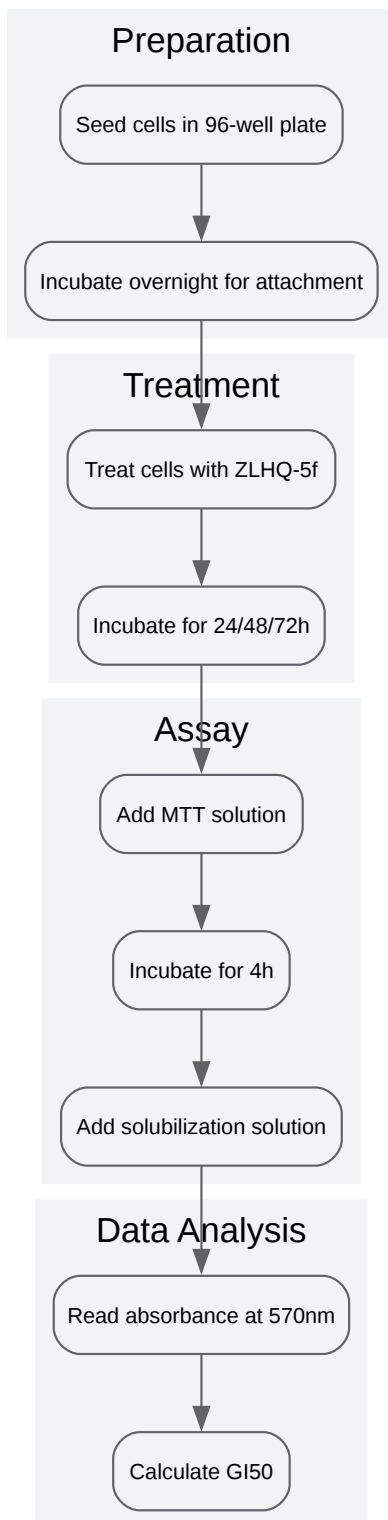 Preparation
Seed cells in 96-well plate
Incubate overnight for attachment
Treatment
Treat cells with ZLHQ-5f
Incubate for 24/48/72h
Assay
Add MTT solution
Incubate for 4h
Add solubilization solution
Data Analysis
Read absorbance at 570nm
Calculate GI50